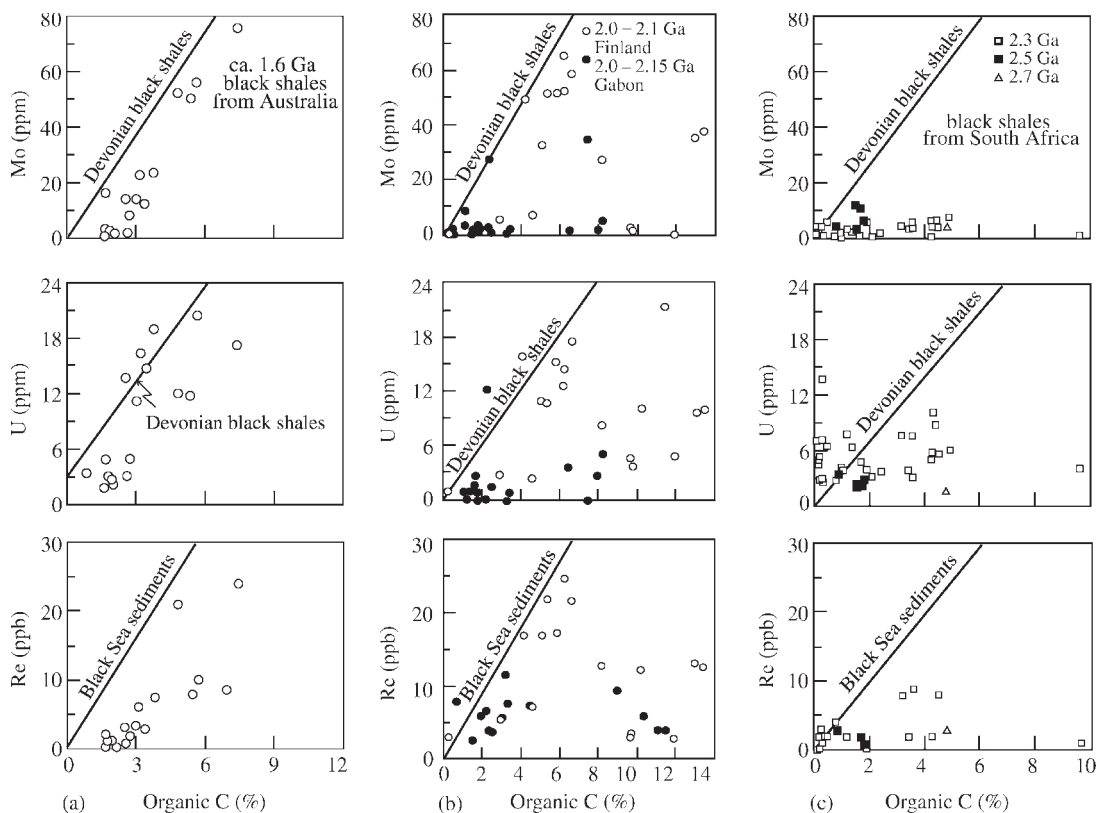 80
60
40
20
0
Mo (ppm)
Devonian black shales
ca. 1.6 Ga
black shales
from Australia
80
60
40
20
0
Mo (ppm)
Devonian black shales
2.0 – 2.1 Ga
Finland
2.0 – 2.15 Ga
Gabon
80
60
40
20
0
Mo (ppm)
Devonian black shales
2.3 Ga
2.5 Ga
2.7 Ga
black shales
from South Africa
24
18
12
6
0
U (ppm)
Devonian black shales
24
18
12
6
0
U (ppm)
Devonian black shales
24
18
12
6
0
U (ppm)
Devonian black shales
30
20
10
0
Re (ppb)
Black Sea sediments
0 3 6 9 12
(a) Organic C (%)
30
20
10
0
Re (ppb)
Black Sea sediments
0 2 4 6 8 10 12 14
(b) Organic C (%)
30
20
10
0
Re (ppb)
Black Sea sediments
0 2 4 6 8 10
(c) Organic C (%)